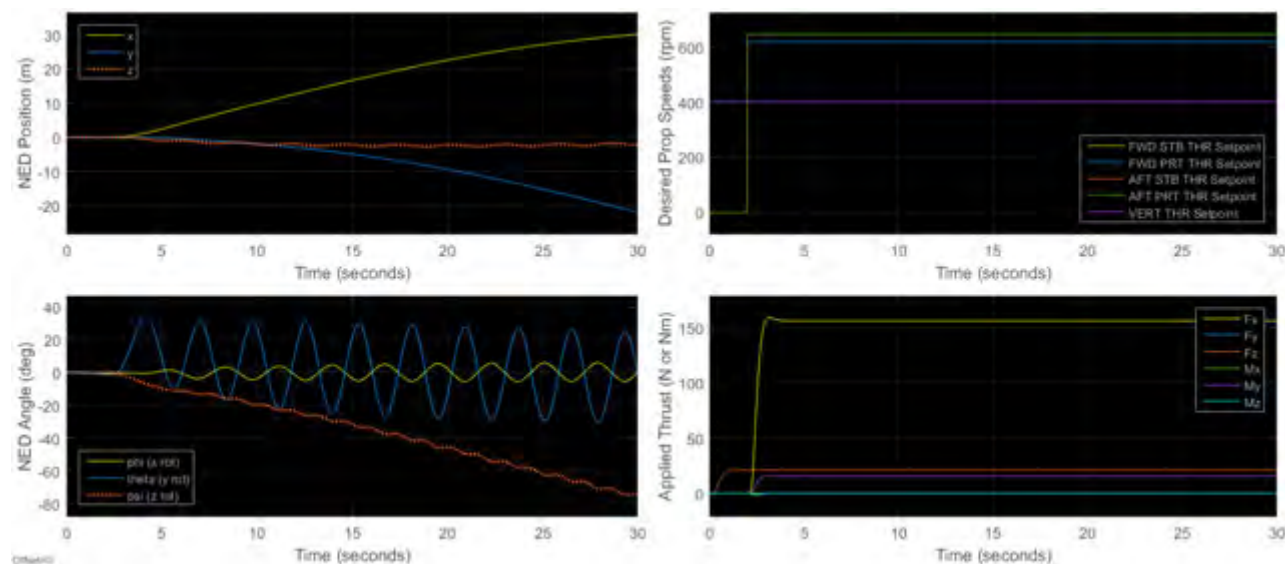 NED Position (m)
30
20
10
0
-10
-20
x
y
z
0 5 10 15 20 25 30
Time (seconds)
Desired Prop Speeds (rpm)
600
400
200
0
FWD STB THR Setpoint
FWD PRT THR Setpoint
AFT STB THR Setpoint
AFT PRT THR Setpoint
VERT THR Setpoint
0 5 10 15 20 25 30
Time (seconds)
NED Angle (deg)
40
20
0
-20
-40
-60
-80
phi (x rot)
theta (y rot)
psi (z rot)
0 5 10 15 20 25 30
Time (seconds)
Applied Thrust (N or Nm)
150
100
50
0
Fx
Fy
Fz
Mx
My
Mz
0 5 10 15 20 25 30
Time (seconds)